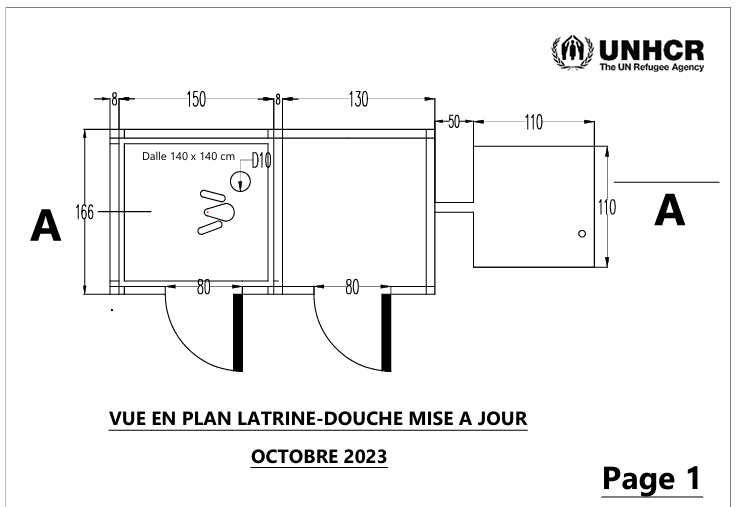 UNHCR
The UN Refugee Agency
8
150
8
130
50
110
Dalle 140 x 140 cm
D10
A
166
110
A
80
80
VUE EN PLAN LATRINE-DOUCHE MISE A JOUR
OCTOBRE 2023
Page 1